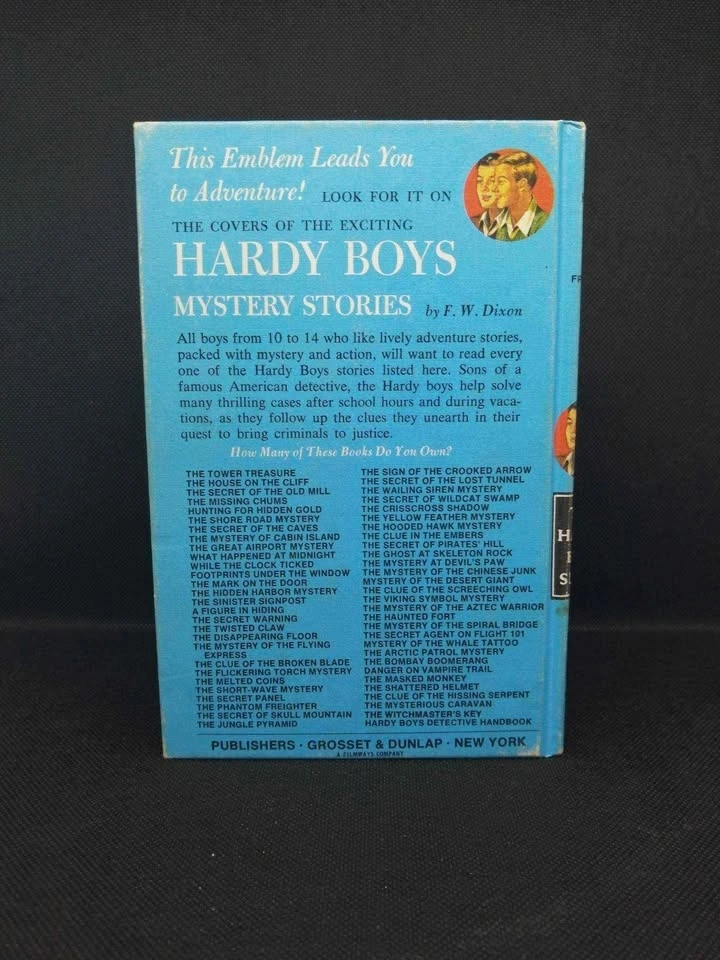 This Emblem Leads You
to Adventure! LOOK FOR IT ON
THE COVERS OF THE EXCITING
HARDY BOYS
MYSTERY STORIES by F. W. Dixon
All boys from 10 to 14 who like lively adventure stories,
packed with mystery and action, will want to read every
one of the Hardy Boys stories listed here. Sons of a
famous American detective, the Hardy boys help solve
many thrilling cases after school hours and during vaca-
tions, as they follow up the clues they unearth in their
quest to bring criminals to justice.
How Many of These Books Do You Own?
THE TOWER TREASURE
THE HOUSE ON THE CLIFF
THE SECRET OF THE OLD MILL
THE MISSING CHUMS
HUNTING FOR HIDDEN GOLD
THE SHORE ROAD MYSTERY
THE SECRET OF THE CAVES
THE MYSTERY OF CABIN ISLAND
THE GREAT AIRPORT MYSTERY
WHAT HAPPENED AT MIDNIGHT
WHILE THE CLOCK TICKED
FOOTPRINTS UNDER THE WINDOW
THE MARK ON THE DOOR
THE HIDDEN HARBOR MYSTERY
THE SINISTER SIGNPOST
A FIGURE IN HIDING
THE SECRET WARNING
THE TWISTED CLAW
THE DISAPPEARING FLOOR
THE MYSTERY OF THE FLYING
EXPRESS
THE CLUE OF THE BROKEN BLADE
THE FLICKERING TORCH MYSTERY
THE MELTED COINS
THE SHORT-WAVE MYSTERY
THE SECRET PANEL
THE PHANTOM FREIGHTER
THE SECRET OF SKULL MOUNTAIN
THE JUNGLE PYRAMID
THE SIGN OF THE CROOKED ARROW
THE SECRET OF THE LOST TUNNEL
THE WAILING SIREN MYSTERY
THE SECRET OF WILDCAT SWAMP
THE CRISSCROSS SHADOW
THE YELLOW FEATHER MYSTERY
THE HOODED HAWK MYSTERY
THE CLUE IN THE EMBERS
THE SECRET OF PIRATES' HILL
THE GHOST AT SKELETON ROCK
THE MYSTERY AT DEVIL'S PAW
THE MYSTERY OF THE CHINESE JUNK
MYSTERY OF THE DESERT GIANT
THE CLUE OF THE SCREECHING OWL
THE VIKING SYMBOL MYSTERY
THE MYSTERY OF THE AZTEC WARRIOR
THE HAUNTED FORT
THE MYSTERY OF THE SPIRAL BRIDGE
THE SECRET AGENT ON FLIGHT 101
MYSTERY OF THE WHALE TATTOO
THE ARCTIC PATROL MYSTERY
THE BOMBAY BOOMERANG
DANGER ON VAMPIRE TRAIL
THE MASKED MONKEY
THE SHATTERED HELMET
THE CLUE OF THE HISSING SERPENT
THE MYSTERIOUS CARAVAN
THE WITCHMASTER'S KEY
HARDY BOYS DETECTIVE HANDBOOK
PUBLISHERS · GROSSET & DUNLAP · NEW YORK
A FILMWAYS COMPANY